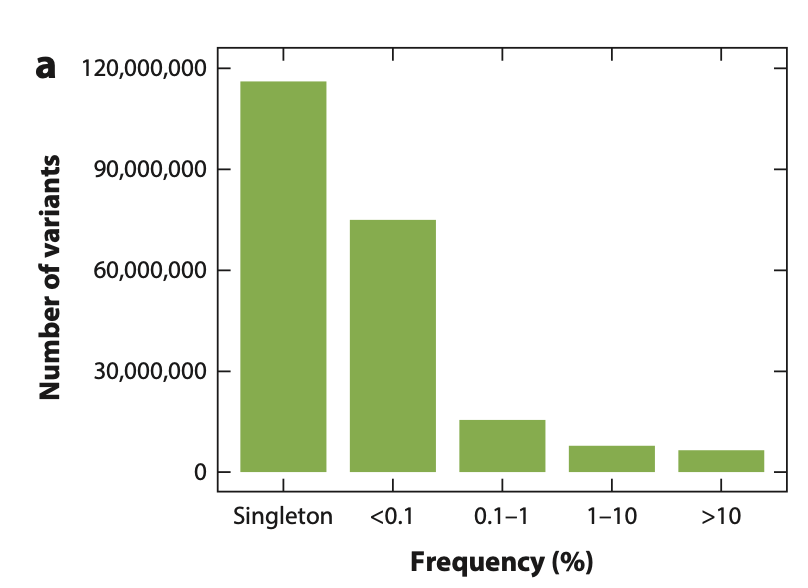 a
Number of variants
120,000,000
90,000,000
60,000,000
30,000,000
0
Singleton
<0.1
0.1–1
1–10
>10
Frequency (%)